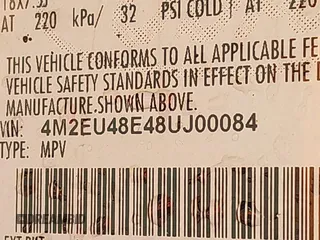 AT 220 kPa/ 32 PSI COLD AT 220
THIS VEHICLE CONFORMS TO ALL APPLICABLE FE
VEHICLE SAFETY STANDARDS IN EFFECT ON THE
MANUFACTURE.SHOWN ABOVE.
VIN: 4M2EU48E48UJ00084
TYPE: MPV
DREAMBID